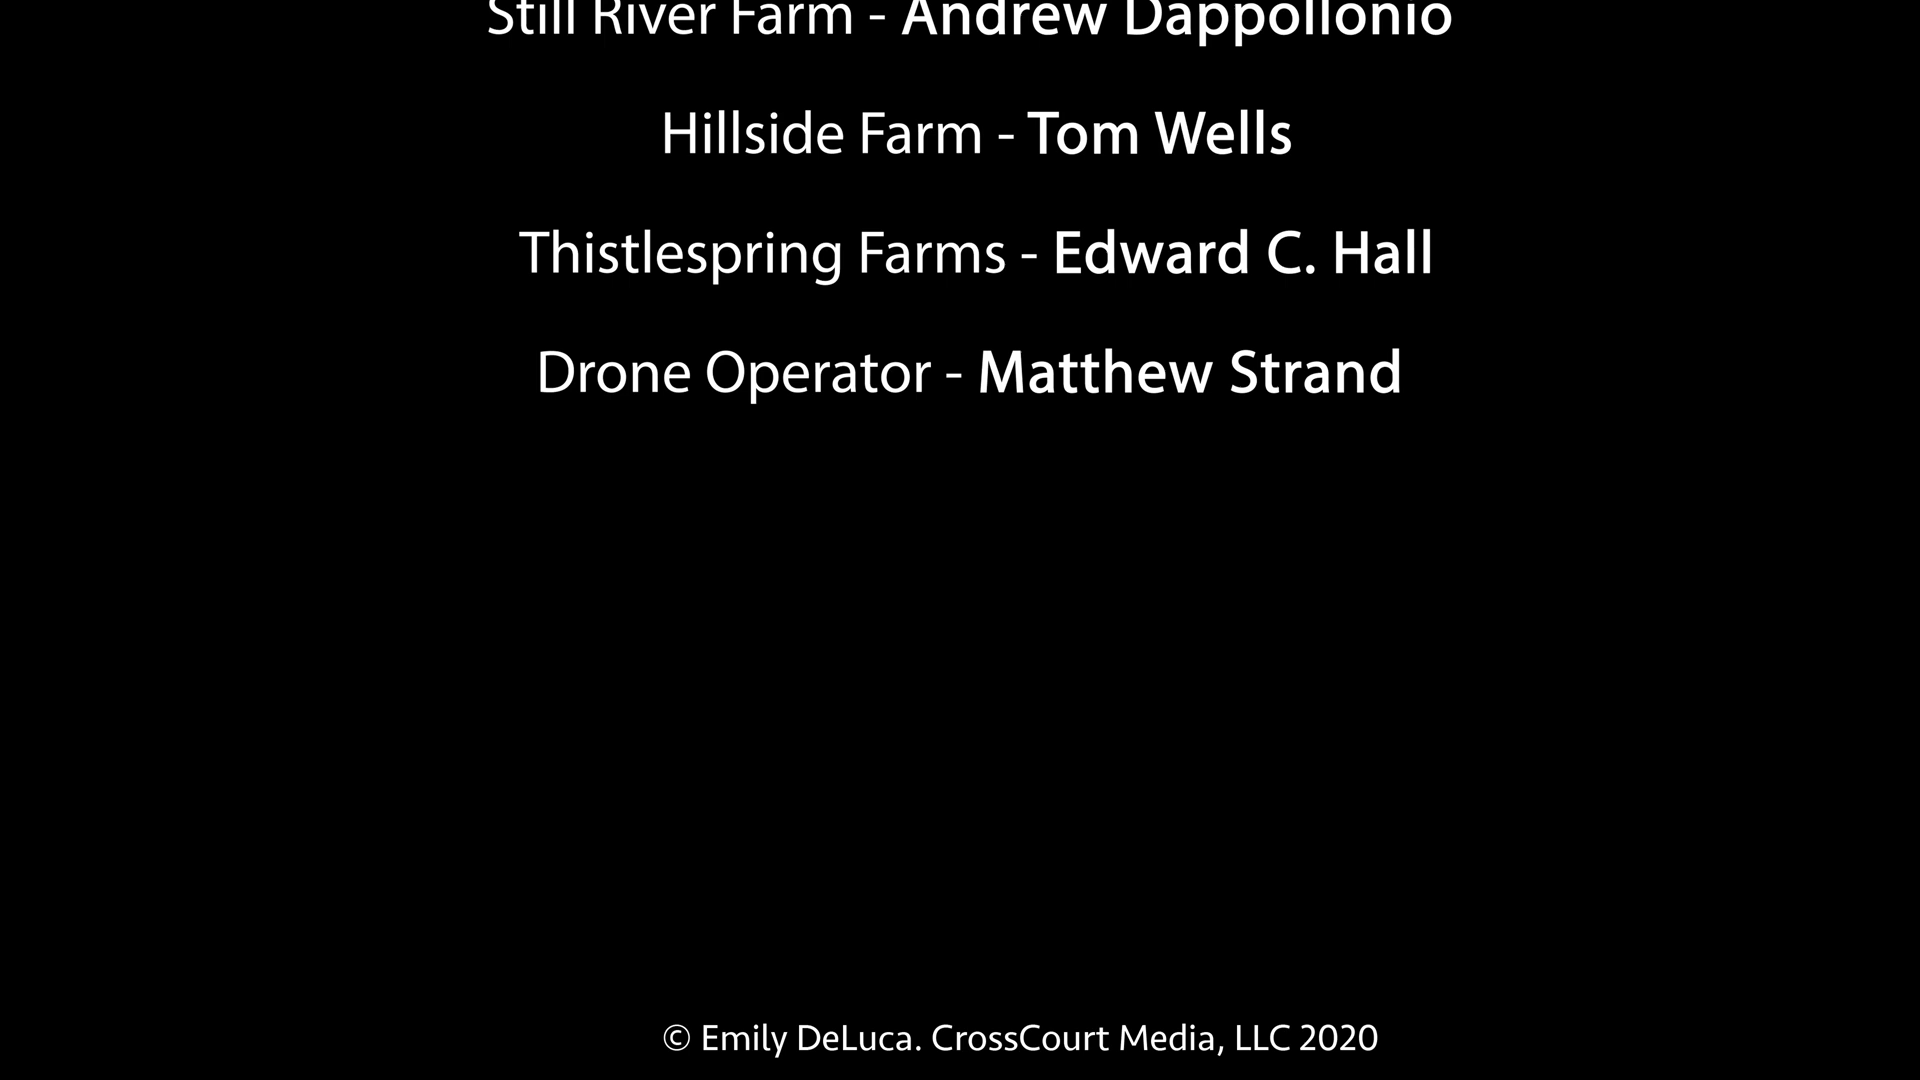 Still River Farm - Andrew Dappollonio
Hillside Farm - Tom Wells
Thistlespring Farms - Edward C. Hall
Drone Operator - Matthew Strand
© Emily DeLuca. CrossCourt Media, LLC 2020